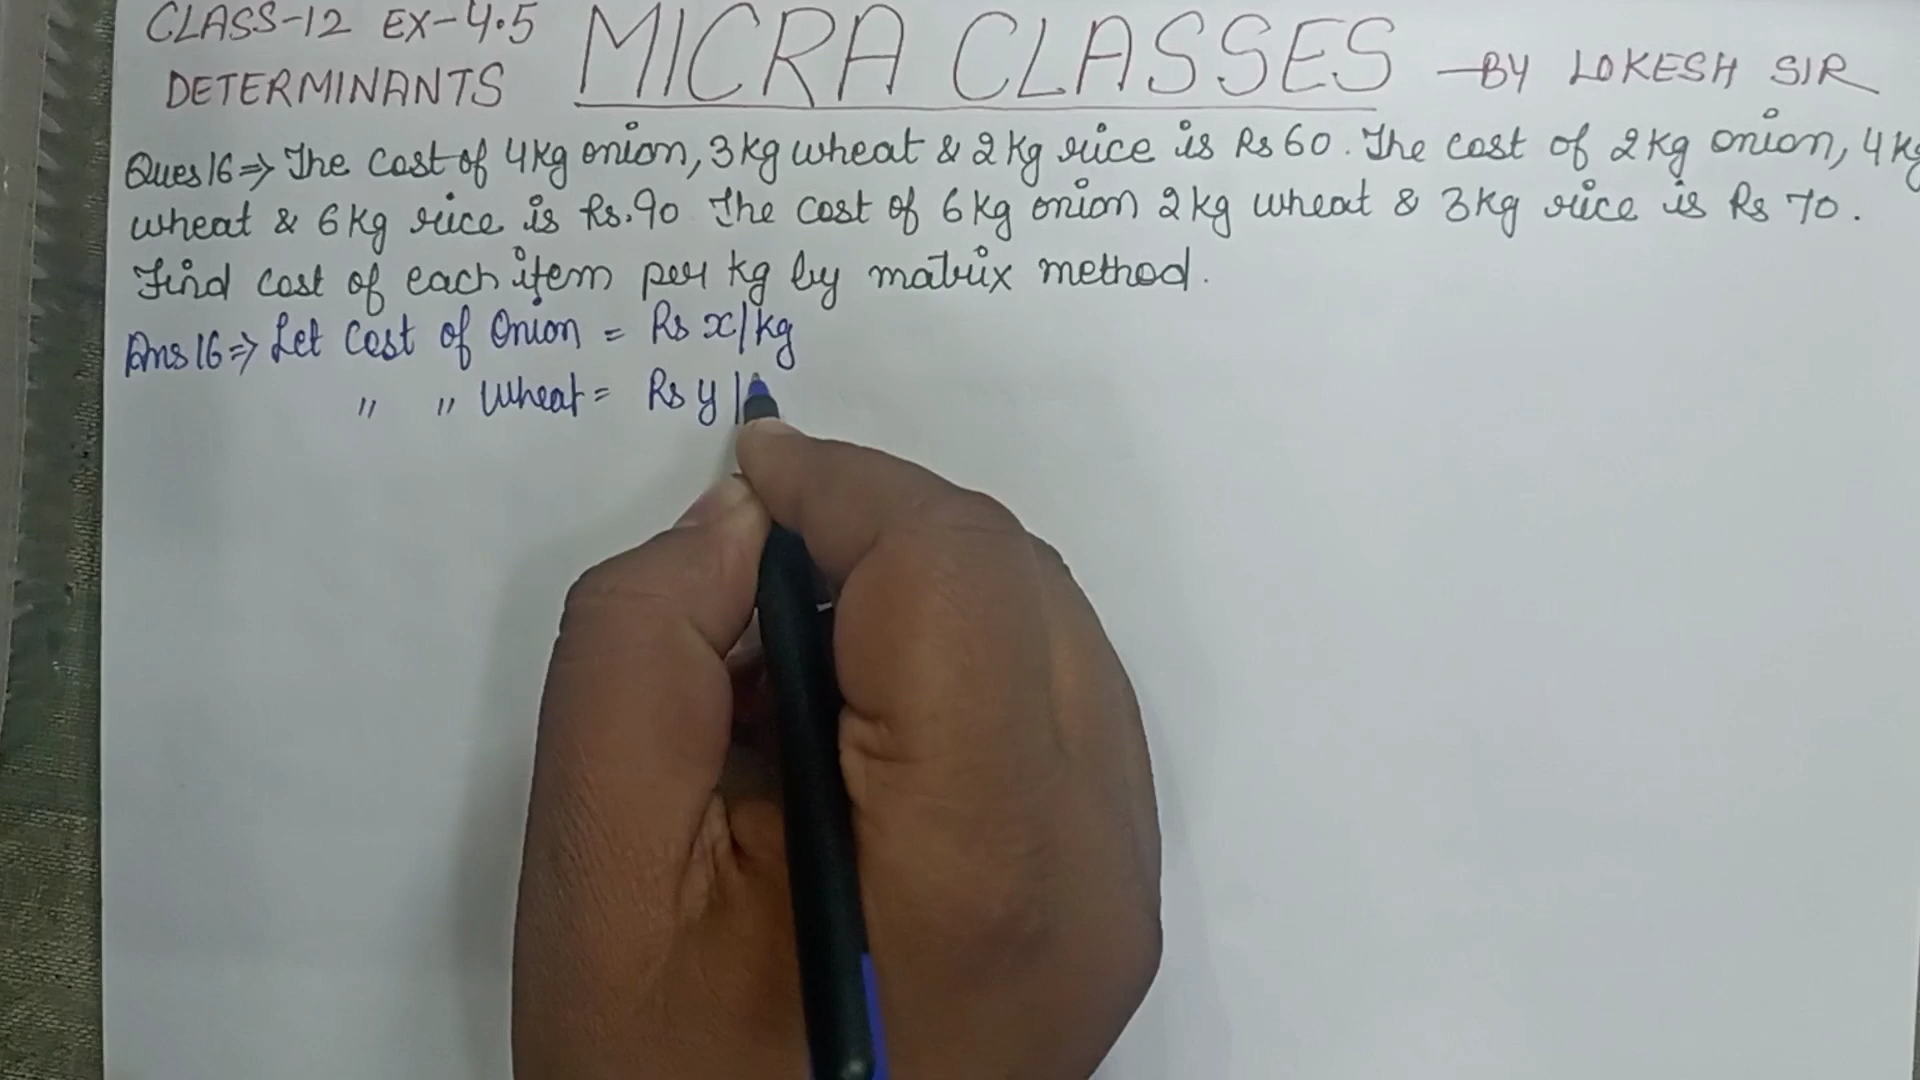 CLASS-12 EX-4.5 MICRA CLASSES -BY LOKESH SIR
DETERMINANTS
Ques 16⇒ The Cost of 4Kg onion, 3kg wheat & 2Kg rice is Rs 60. The cost of 2kg onion, 4kg
wheat & 6kg rice is Rs.90 The cost of 6kg onion 2kg wheat & 3kg rice is Rs 70.
Find cost of each item per kg by matrix method.
Ans 16⇒ Let Cost of Onion = Rs x/kg
" " Wheat = Rs y/